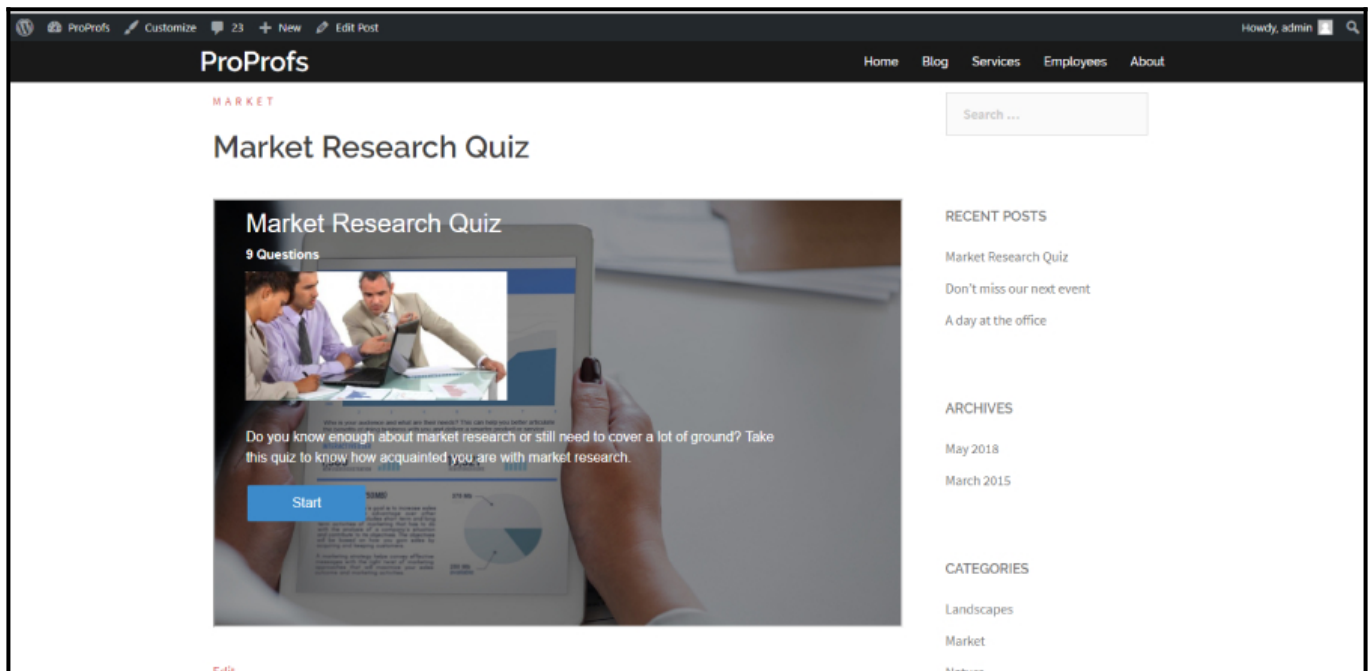 ProProfs Customize 23 New Edit Post Howdy, admin
ProProfs Home Blog Services Employees About
MARKET
Search ...
Market Research Quiz
Market Research Quiz
9 Questions
Do you know enough about market research or still need to cover a lot of ground? Take
this quiz to know how acquainted you are with market research.
Start
Edit
RECENT POSTS
Market Research Quiz
Don't miss our next event
A day at the office
ARCHIVES
May 2018
March 2015
CATEGORIES
Landscapes
Market
Nature